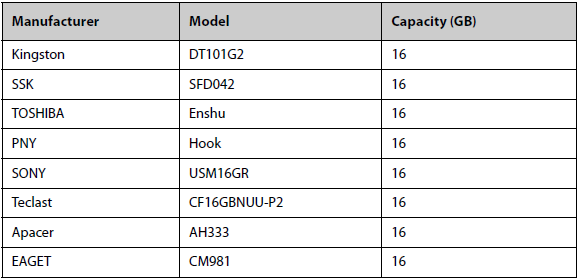 Manufacturer Model Capacity (GB)
Kingston DT101G2 16
SSK SFD042 16
TOSHIBA Enshu 16
PNY Hook 16
SONY USM16GR 16
Teclast CF16GBNUU-P2 16
Apacer AH333 16
EAGET CM981 16